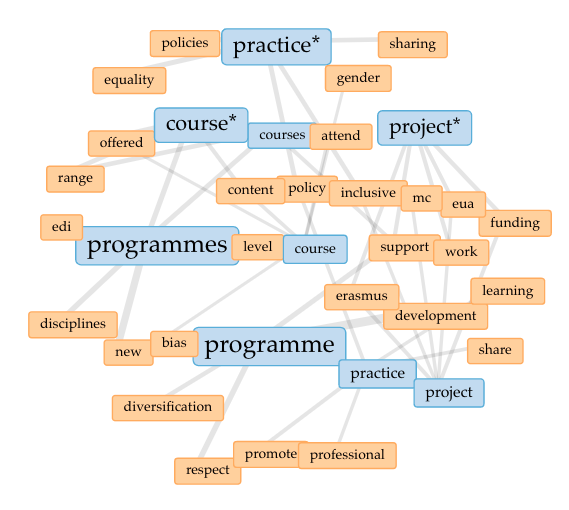 policies
practice*
sharing
equality
gender
course*
courses
attend
project*
offered
range
content
policy
inclusive
mc
eua
funding
edi
programmes
level
course
support
work
disciplines
erasmus
development
learning
new
bias
programme
share
practice
project
diversification
respect
promote
professional